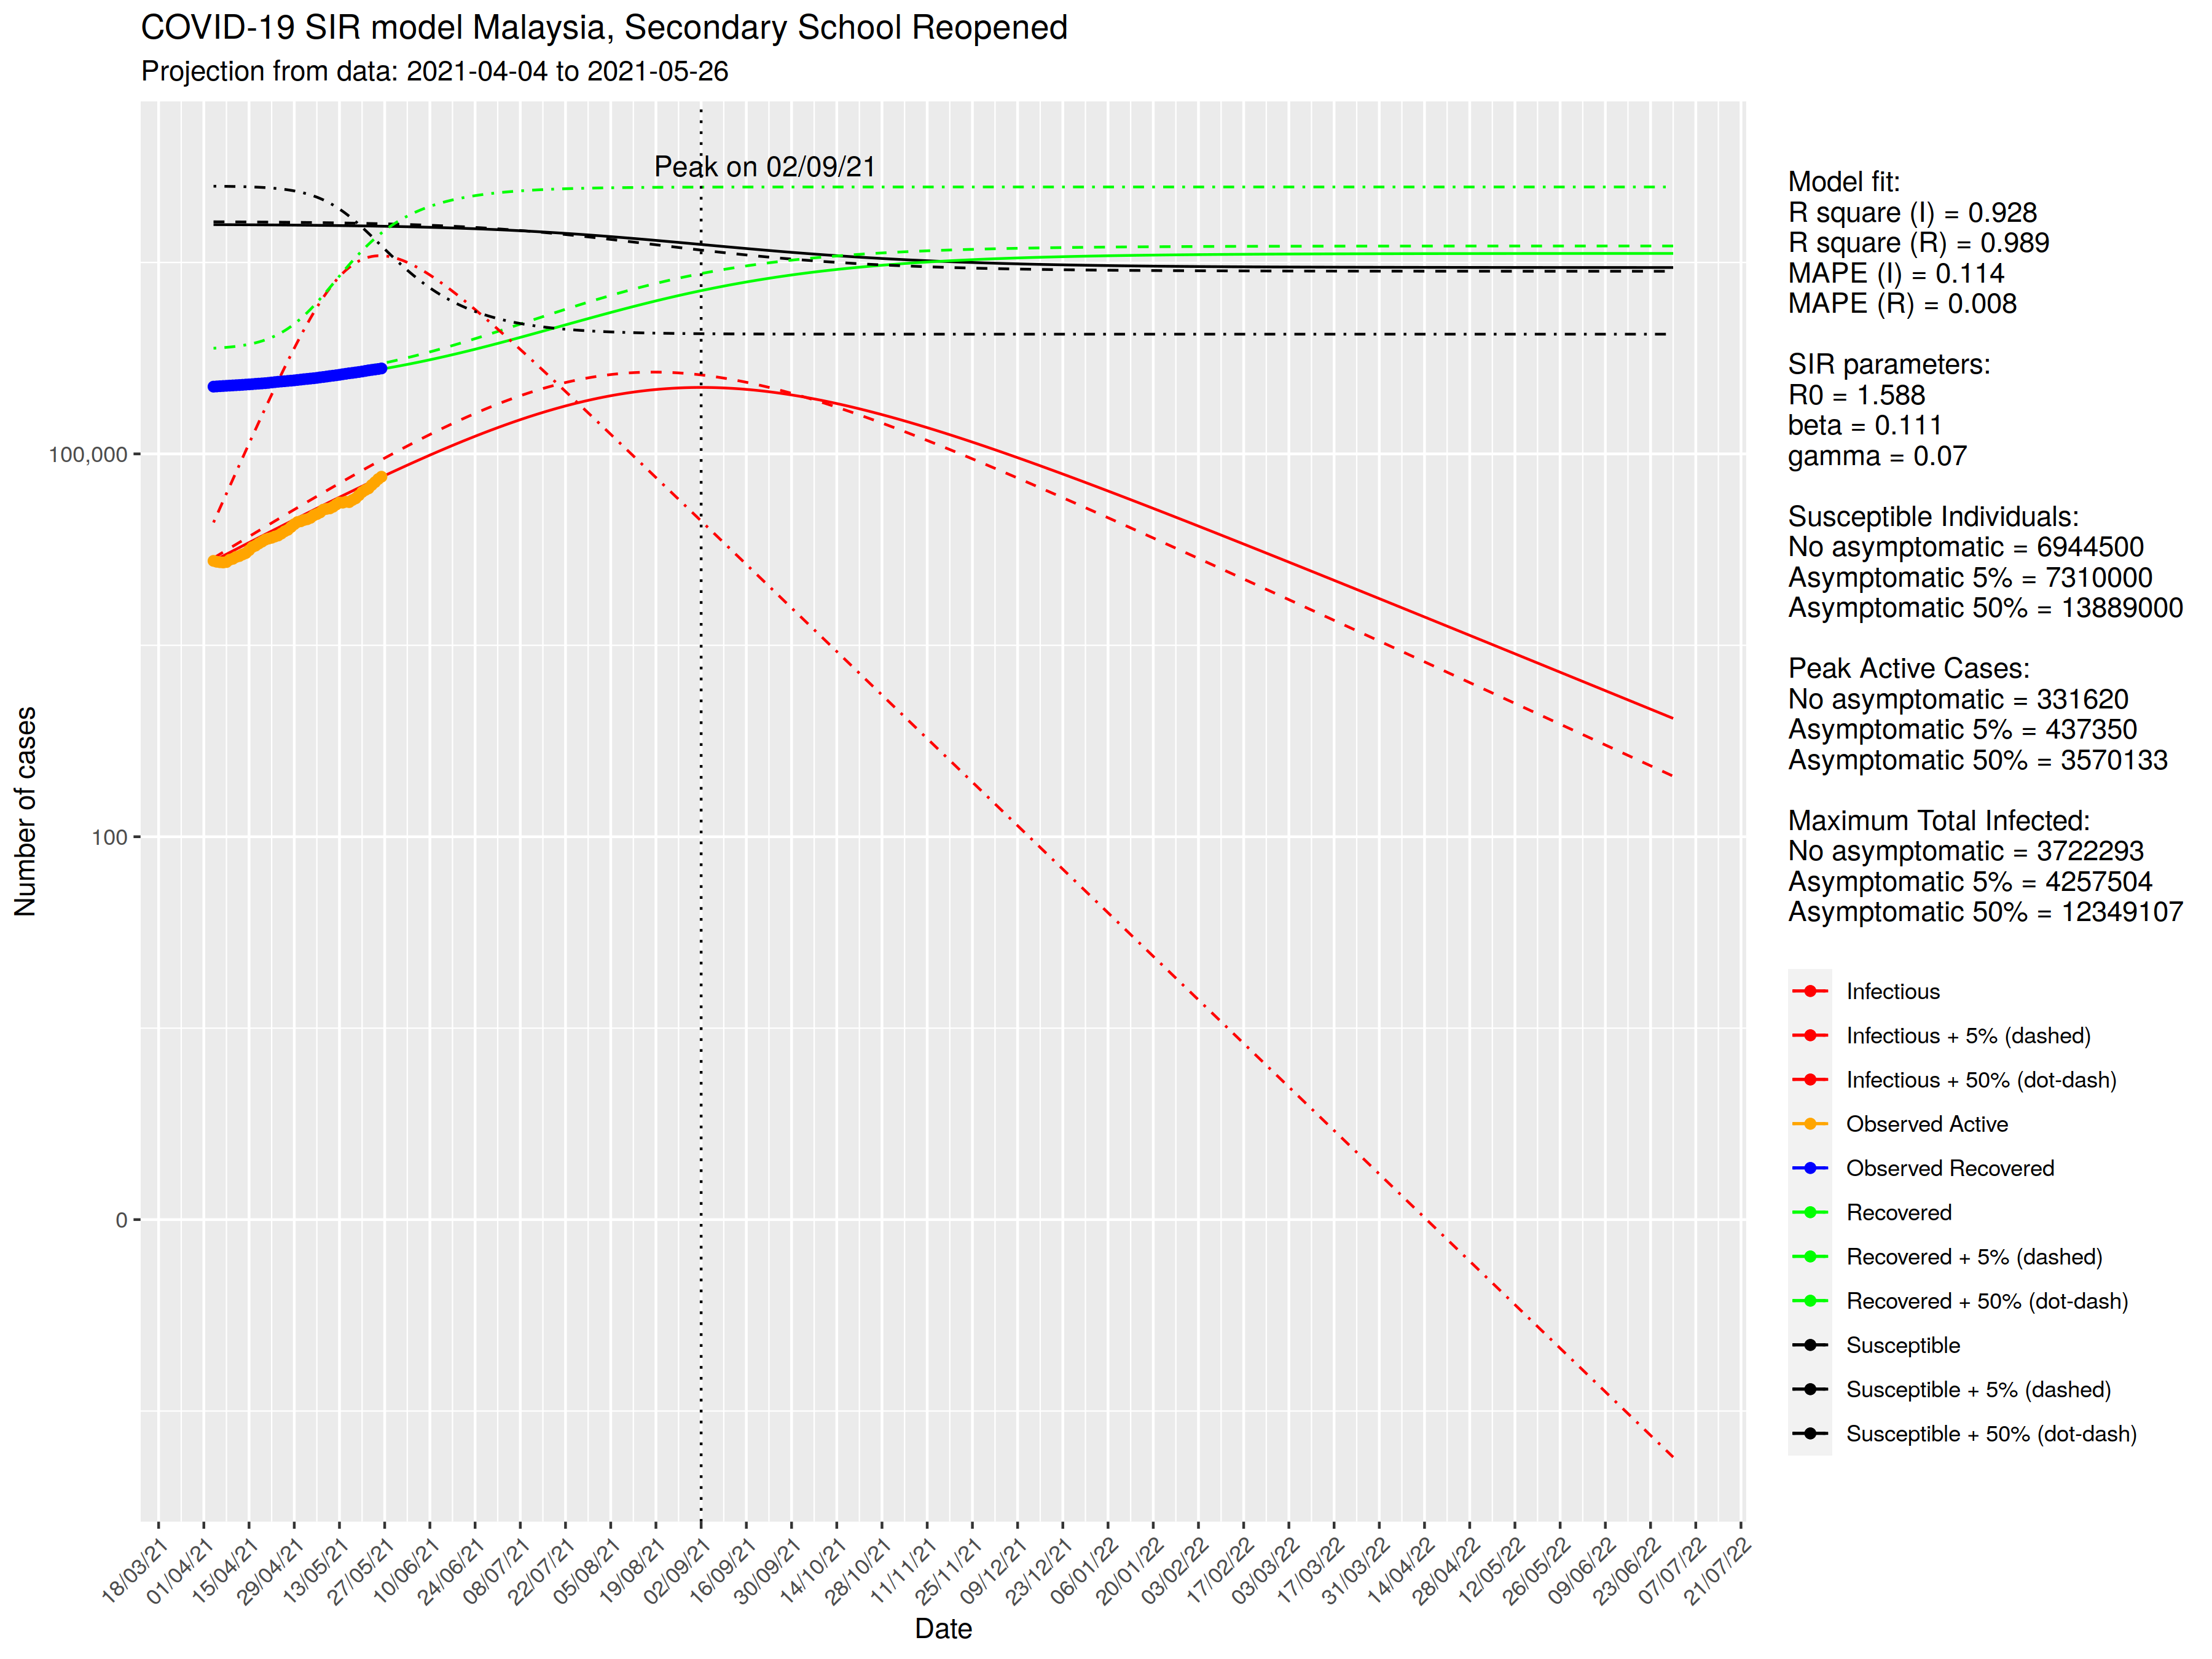 COVID-19 SIR model Malaysia, Secondary School Reopened
Projection from data: 2021-04-04 to 2021-05-26
Peak on 02/09/21
Number of cases
100,000
100
0
18/03/21
01/04/21
15/04/21
29/04/21
13/05/21
27/05/21
10/06/21
24/06/21
08/07/21
22/07/21
05/08/21
19/08/21
02/09/21
16/09/21
30/09/21
14/10/21
28/10/21
11/11/21
25/11/21
09/12/21
23/12/21
06/01/22
20/01/22
03/02/22
17/02/22
03/03/22
17/03/22
31/03/22
14/04/22
28/04/22
12/05/22
26/05/22
09/06/22
23/06/22
07/07/22
21/07/22
Date
Model fit:
R square (I) = 0.928
R square (R) = 0.989
MAPE (I) = 0.114
MAPE (R) = 0.008
SIR parameters:
R0 = 1.588
beta = 0.111
gamma = 0.07
Susceptible Individuals:
No asymptomatic = 6944500
Asymptomatic 5% = 7310000
Asymptomatic 50% = 13889000
Peak Active Cases:
No asymptomatic = 331620
Asymptomatic 5% = 437350
Asymptomatic 50% = 3570133
Maximum Total Infected:
No asymptomatic = 3722293
Asymptomatic 5% = 4257504
Asymptomatic 50% = 12349107
Infectious
Infectious + 5% (dashed)
Infectious + 50% (dot-dash)
Observed Active
Observed Recovered
Recovered
Recovered + 5% (dashed)
Recovered + 50% (dot-dash)
Susceptible
Susceptible + 5% (dashed)
Susceptible + 50% (dot-dash)